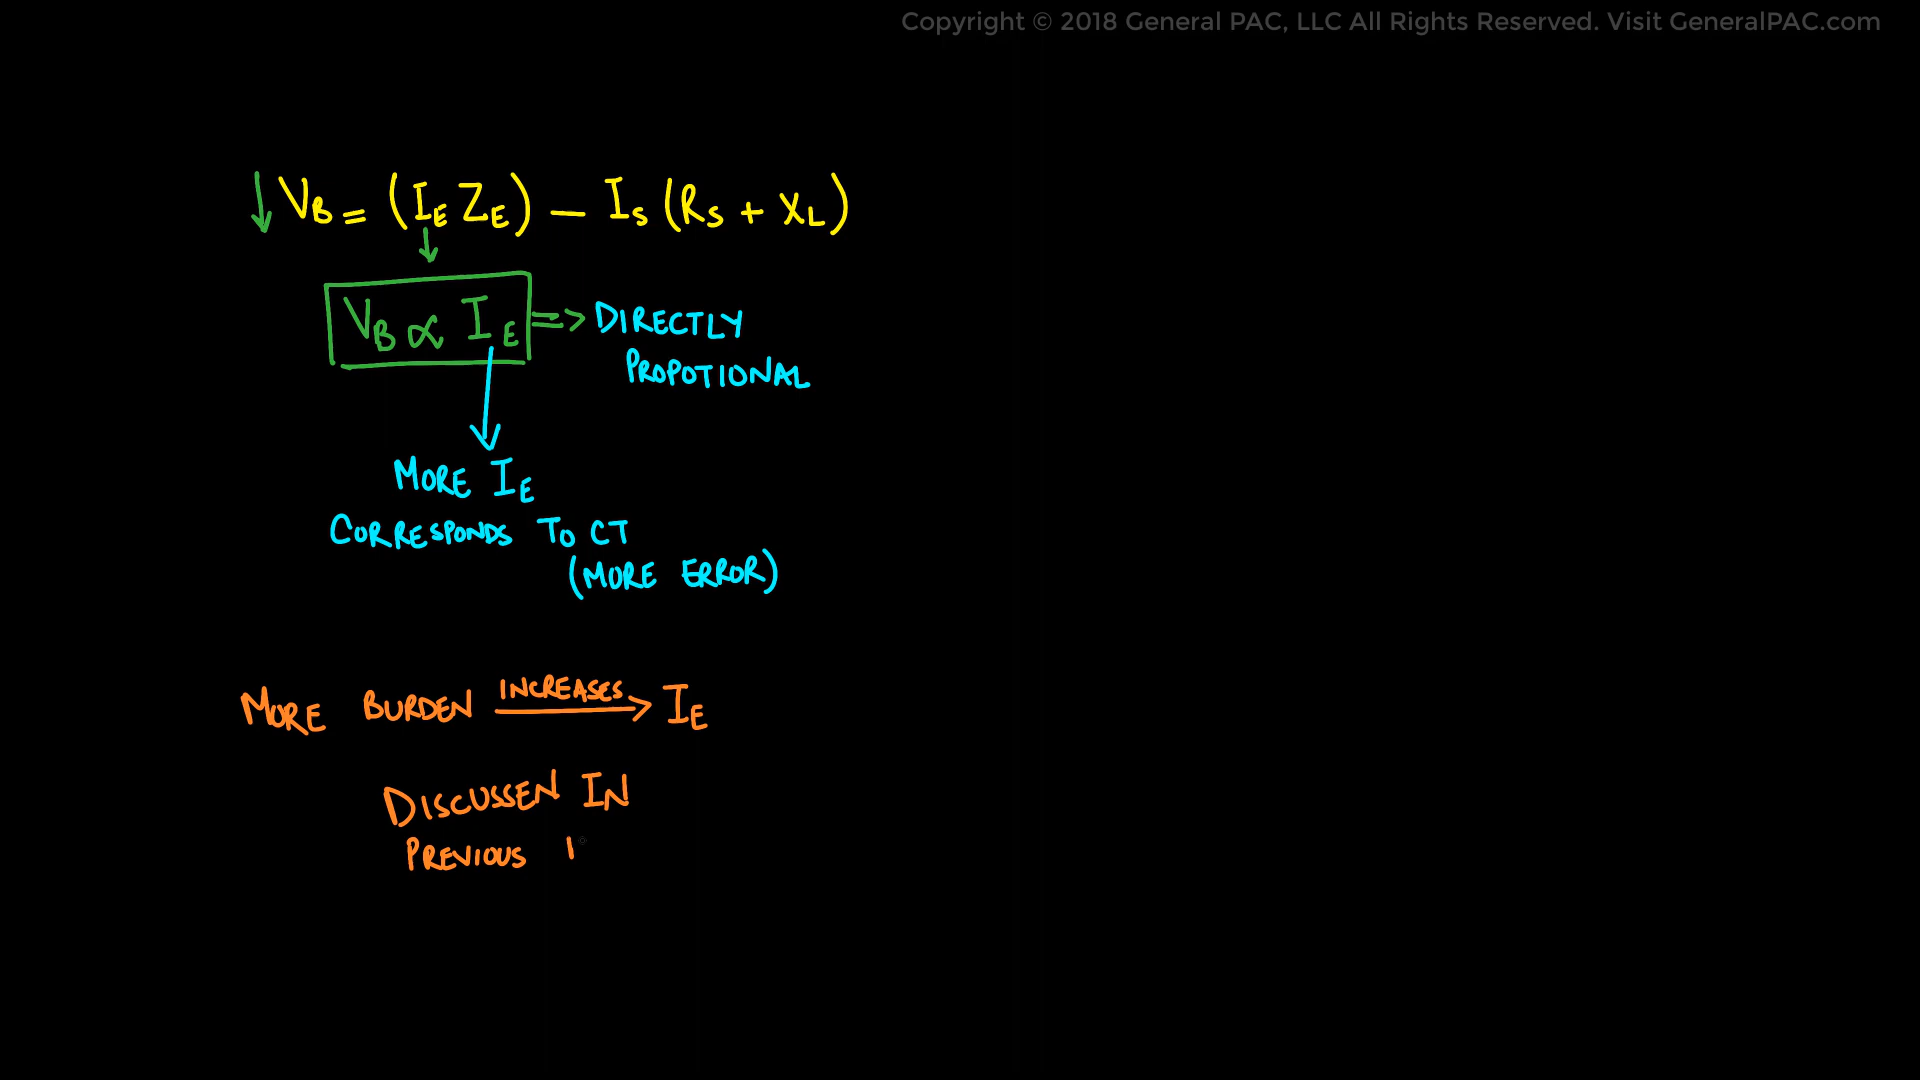 Copyright © 2018 General PAC, LLC All Rights Reserved. Visit GeneralPAC.com
↓ VB = (IE ZE) – IS (RS + XL)
↓
VB ∝ IE => DIRECTLY
PROPOTIONAL
MORE IE
CORRESPONDS TO CT
(MORE ERROR)
MORE BURDEN INCREASES → IE
DISCUSSEN IN
PREVIOUS